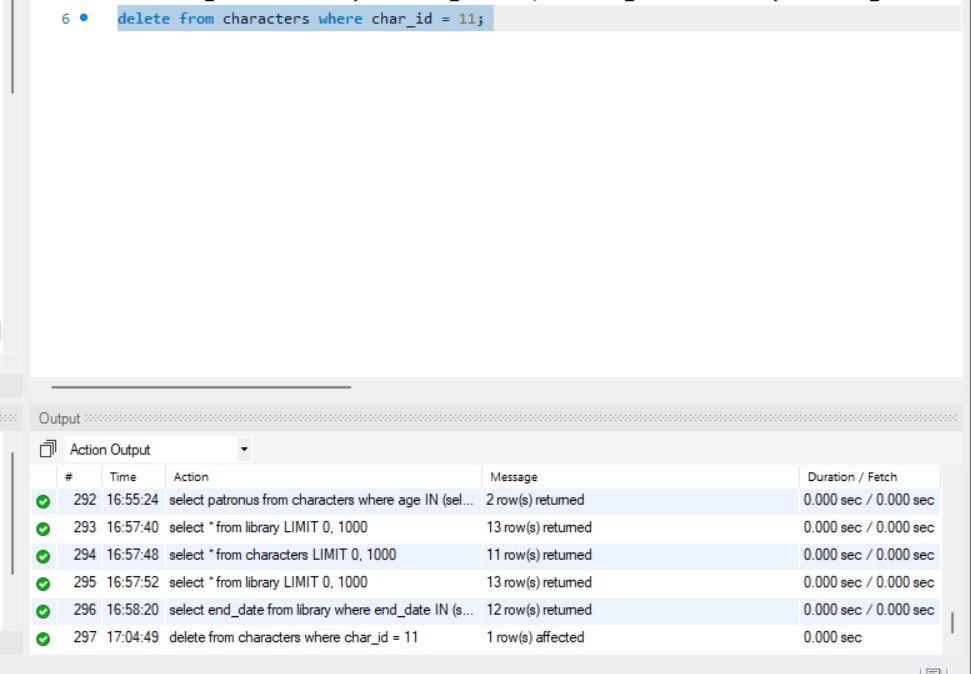 6 delete from characters where char_id = 11;
Output
Action Output
# Time Action Message Duration / Fetch
292 16:55:24 select patronus from characters where age IN (sel... 2 row(s) returned 0.000 sec / 0.000 sec
293 16:57:40 select * from library LIMIT 0, 1000 13 row(s) returned 0.000 sec / 0.000 sec
294 16:57:48 select * from characters LIMIT 0, 1000 11 row(s) returned 0.000 sec / 0.000 sec
295 16:57:52 select * from library LIMIT 0, 1000 13 row(s) returned 0.000 sec / 0.000 sec
296 16:58:20 select end_date from library where end_date IN (s... 12 row(s) returned 0.000 sec / 0.000 sec
297 17:04:49 delete from characters where char_id = 11 1 row(s) affected 0.000 sec